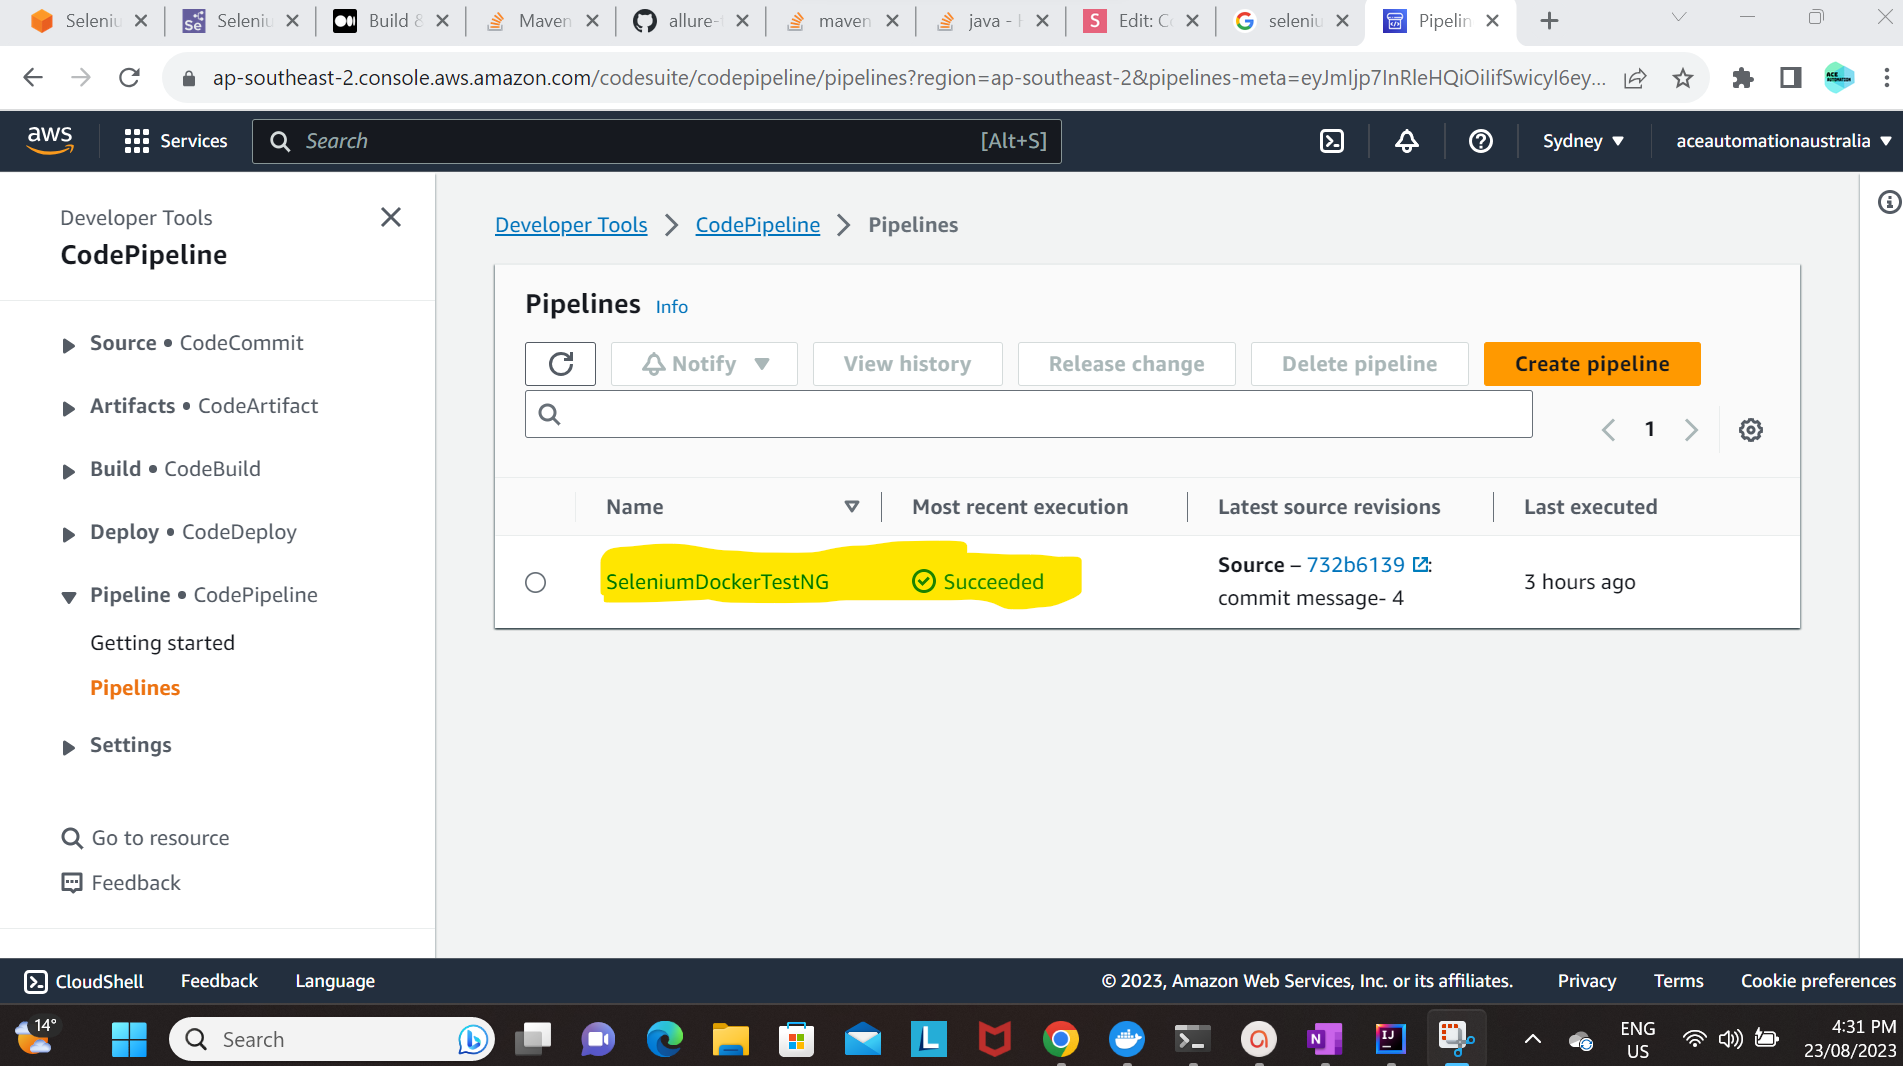 Seleniu
Seleniu
Build &
Maven
allure-
maven
java -
Edit: C
seleniu
Pipelin
ap-southeast-2.console.aws.amazon.com/codesuite/codepipeline/pipelines?region=ap-southeast-2&pipelines-meta=eyJmIjp7InRleHQiOiIifSwicyI6ey...
aws
Services
Search
[Alt+S]
Sydney
aceautomationaustralia
Developer Tools
CodePipeline
Source • CodeCommit
Artifacts • CodeArtifact
Build • CodeBuild
Deploy • CodeDeploy
Pipeline • CodePipeline
Getting started
Pipelines
Settings
Go to resource
Feedback
Developer Tools > CodePipeline > Pipelines
Pipelines Info
Notify
View history
Release change
Delete pipeline
Create pipeline
1
Name
Most recent execution
Latest source revisions
Last executed
SeleniumDockerTestNG
Succeeded
Source – 732b6139 :
commit message- 4
3 hours ago
CloudShell
Feedback
Language
© 2023, Amazon Web Services, Inc. or its affiliates.
Privacy
Terms
Cookie preferences
14°
Search
ENG
US
4:31 PM
23/08/2023